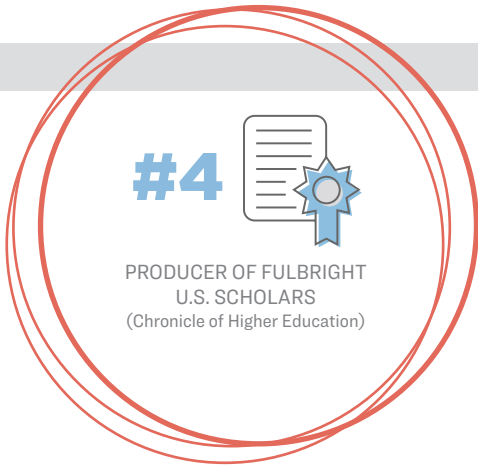 #4
PRODUCER OF FULBRIGHT
U.S. SCHOLARS
(Chronicle of Higher Education)